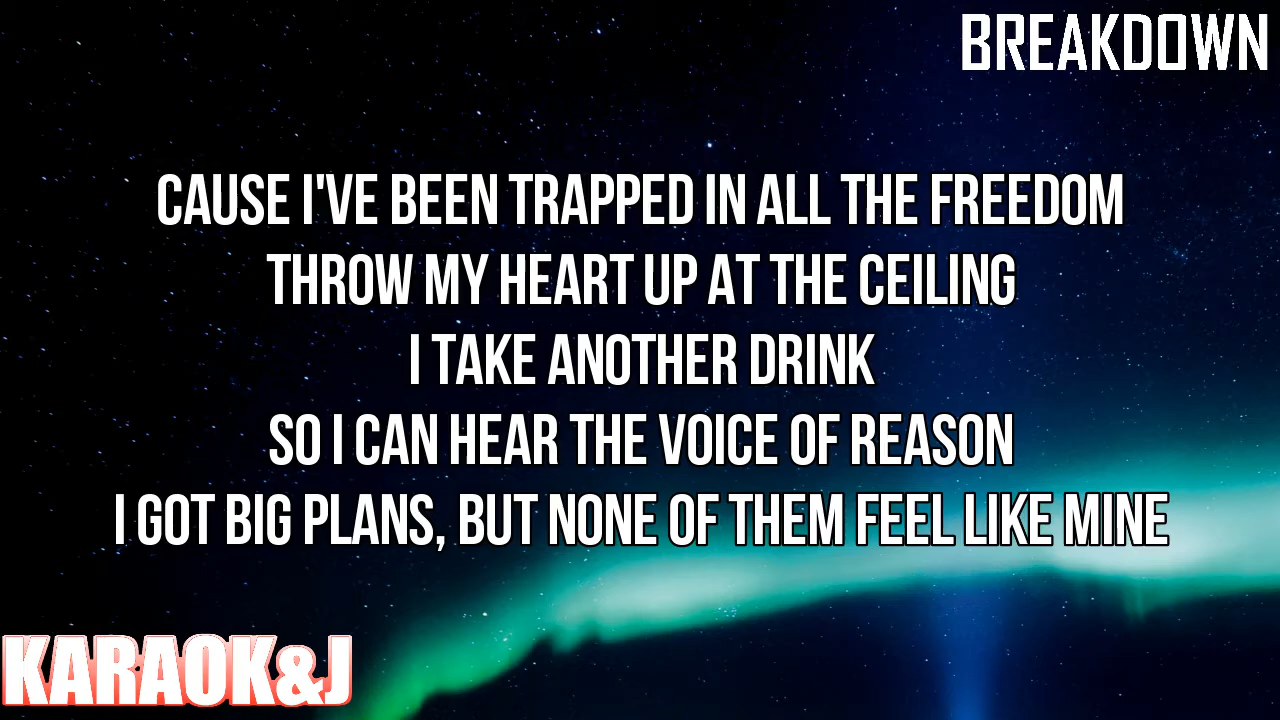 BREAKDOWN
CAUSE I'VE BEEN TRAPPED IN ALL THE FREEDOM
THROW MY HEART UP AT THE CEILING
I TAKE ANOTHER DRINK
SO I CAN HEAR THE VOICE OF REASON
I GOT BIG PLANS, BUT NONE OF THEM FEEL LIKE MINE
KARAOK&J